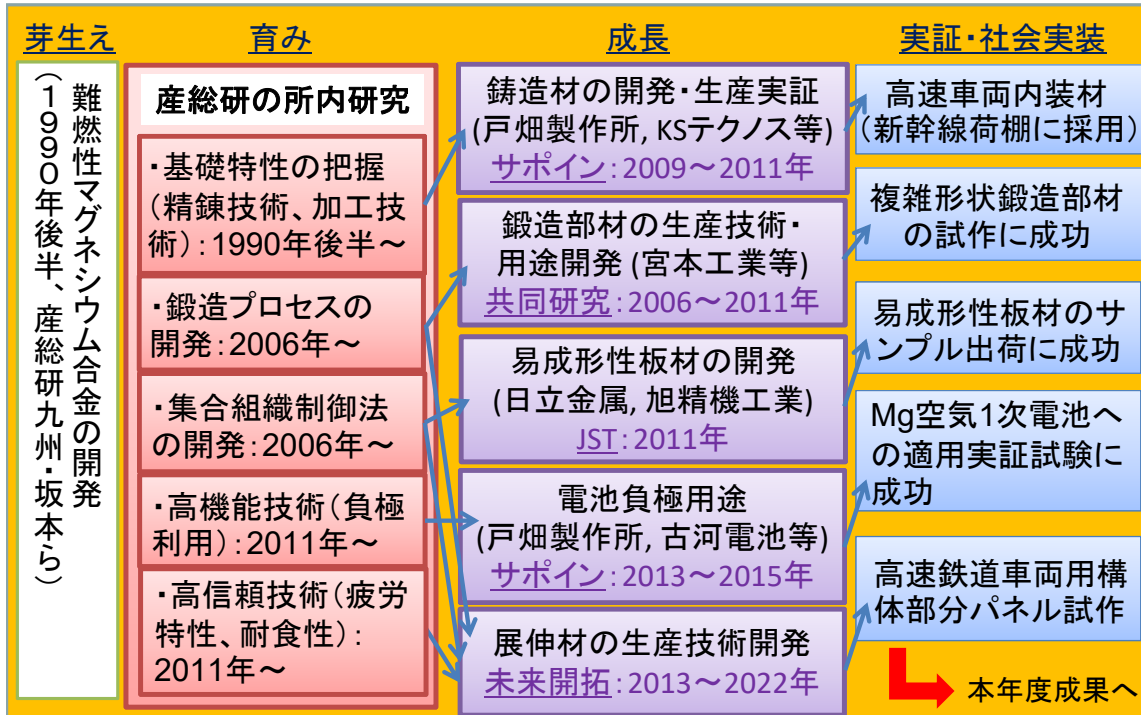 芽生え
育み
成長
実証・社会実装
難燃性マグネシウム合金の開発
（１９９０年後半、産総研九州・坂本ら）
産総研の所内研究
・基礎特性の把握
(精錬技術、加工技
術)：1990年後半～
・鍛造プロセスの
開発：2006年～
・集合組織制御法
の開発：2006年～
・高機能技術(負極
利用)：2011年～
・高信頼技術(疲労
特性、耐食性)：
2011年～
鋳造材の開発・生産実証
(戸畑製作所, KSテクノス等)
サポイン：2009～2011年
鍛造部材の生産技術・
用途開発 (宮本工業等)
共同研究：2006～2011年
易成形性板材の開発
(日立金属, 旭精機工業)
JST：2011年
電池負極用途
(戸畑製作所, 古河電池等)
サポイン：2013～2015年
展伸材の生産技術開発
未来開拓：2013～2022年
高速車両内装材
(新幹線荷棚に採用)
複雑形状鍛造部材
の試作に成功
易成形性板材のサ
ンプル出荷に成功
Mg空気1次電池へ
の適用実証試験に
成功
高速鉄道車両用構
体部分パネル試作
本年度成果へ